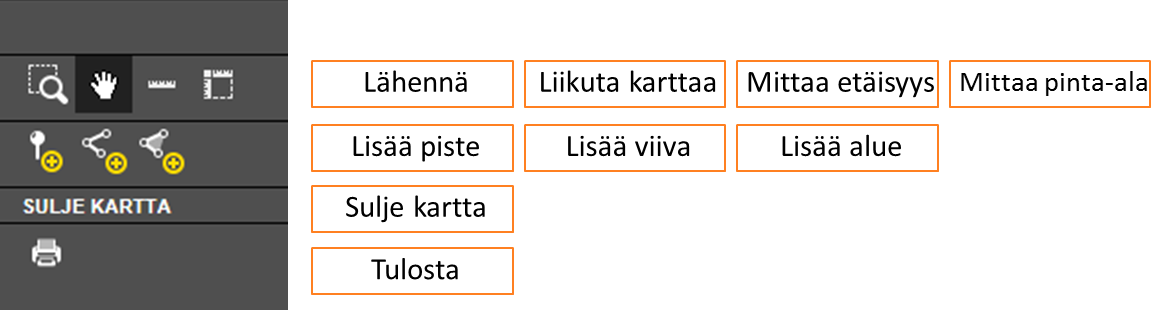 Lähennä Liikuta karttaa Mittaa etäisyys Mittaa pinta-ala
Lisää piste Lisää viiva Lisää alue
SULJE KARTTA Sulje kartta
Tulosta